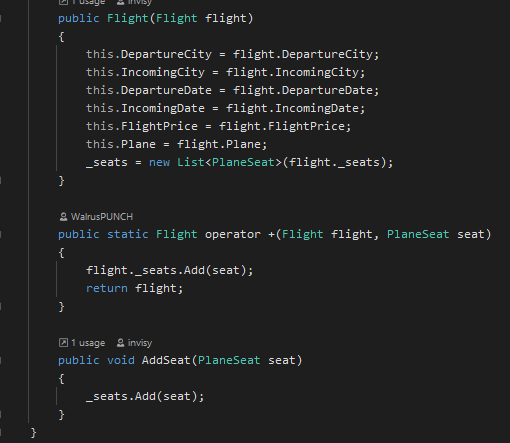 1 usage invisy
public Flight(Flight flight)
{
this.DepartureCity = flight.DepartureCity;
this.IncomingCity = flight.IncomingCity;
this.DepartureDate = flight.DepartureDate;
this.IncomingDate = flight.IncomingDate;
this.FlightPrice = flight.FlightPrice;
this.Plane = flight.Plane;
_seats = new List<PlaneSeat>(flight._seats);
}
WalrusPUNCH
public static Flight operator +(Flight flight, PlaneSeat seat)
{
flight._seats.Add(seat);
return flight;
}
1 usage invisy
public void AddSeat(PlaneSeat seat)
{
_seats.Add(seat);
}
}